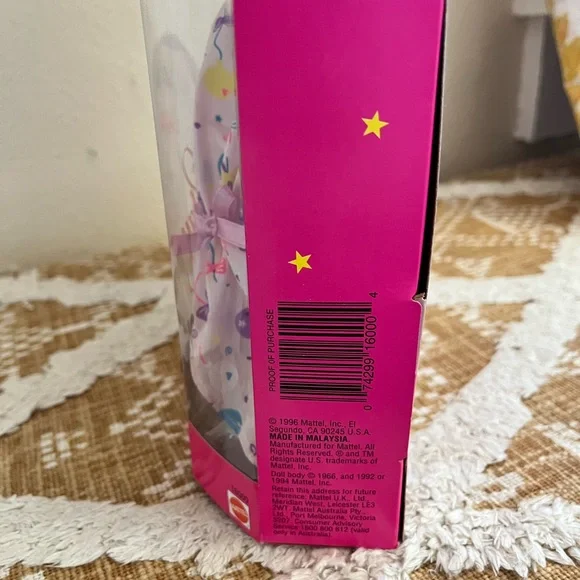 PROOF OF PURCHASE
0 74299 16000 4
© 1996 Mattel, Inc., El
Segundo, CA 90245 U.S.A.
MADE IN MALAYSIA.
Manufactured for Mattel. All
Rights Reserved. ® and TM
designate U.S. trademarks of
Mattel, Inc.
Doll body © 1966, and 1992 or
1994 Mattel, Inc.
Retain this address for future
reference: Mattel U.K., Ltd.,
Meridian West, Leicester LE3
2WT. Mattel Australia Pty.,
Ltd., Port Melbourne, Victoria
3207. Consumer Advisory
Service 1800 800 812 (valid
only in Australia).
MATTEL